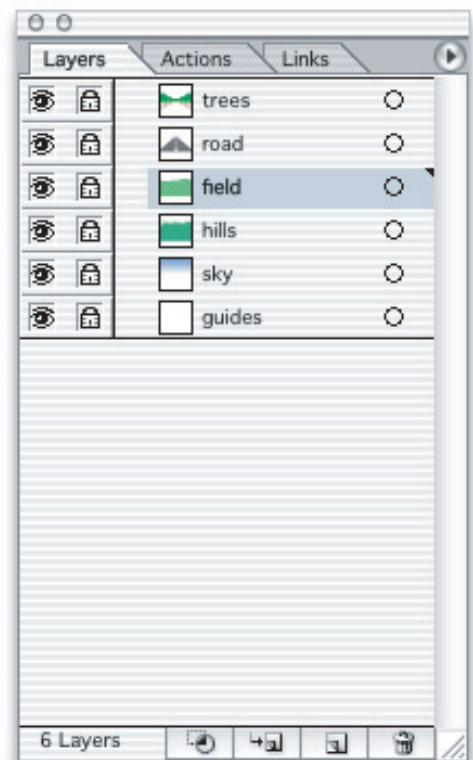 Layers Actions Links
trees
road
field
hills
sky
guides
6 Layers